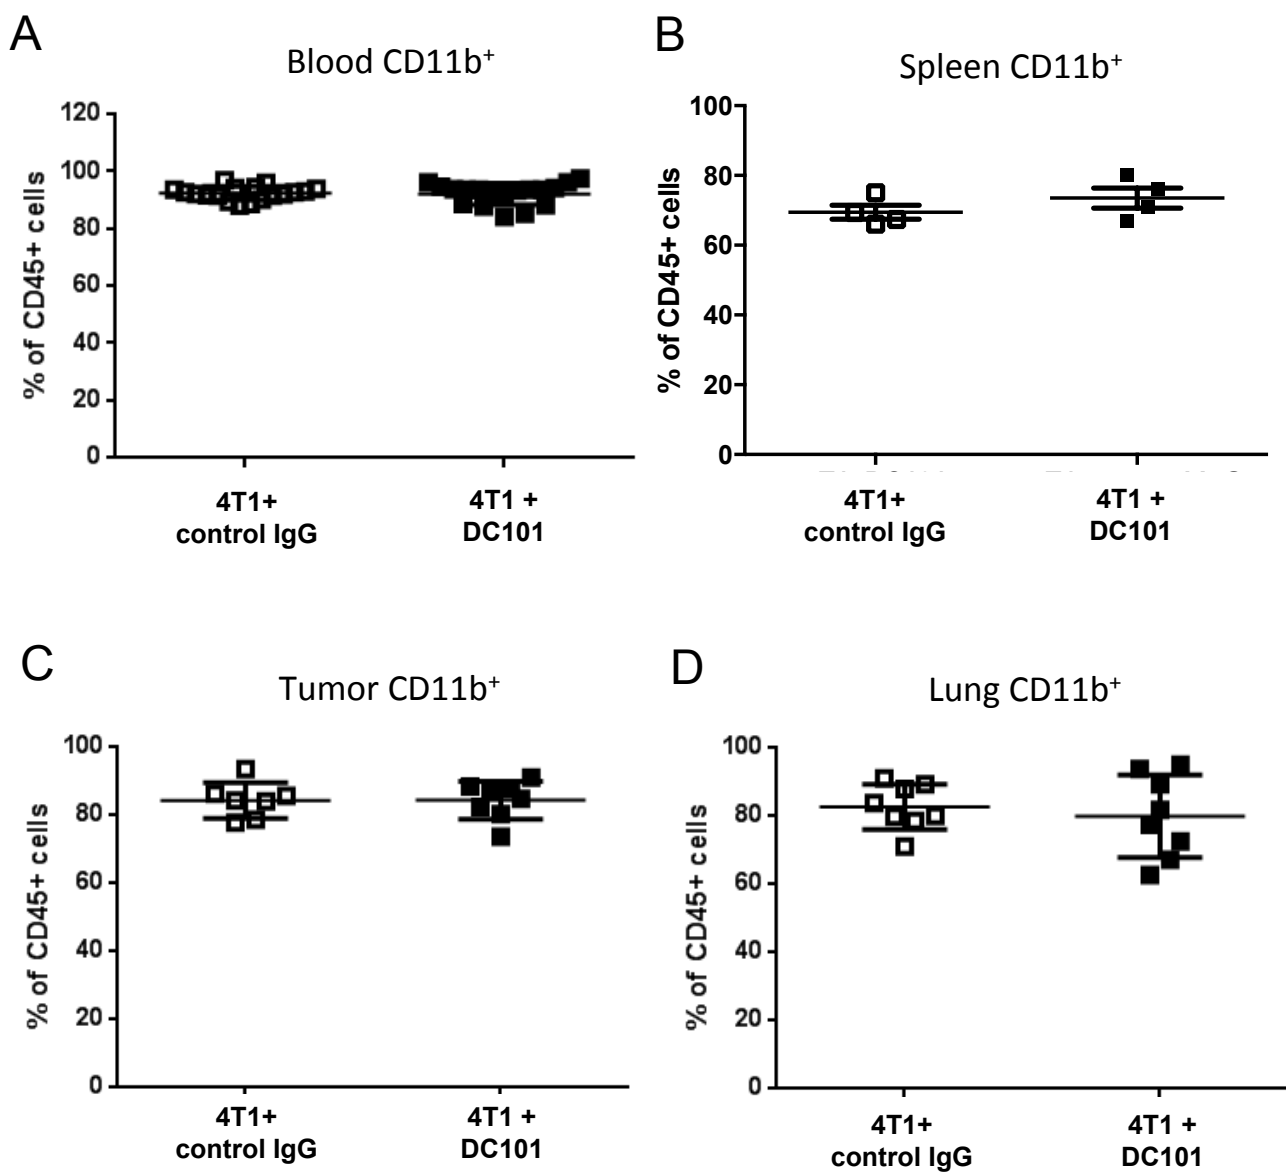 A
Blood CD11b⁺
% of CD45+ cells
120
100
80
60
40
20
0
4T1+
control IgG
4T1 +
DC101
B
Spleen CD11b⁺
% of CD45+ cells
100
80
60
40
20
0
4T1+
control IgG
4T1 +
DC101
C
Tumor CD11b⁺
% of CD45+ cells
100
80
60
40
20
0
4T1+
control IgG
4T1 +
DC101
D
Lung CD11b⁺
% of CD45+ cells
100
80
60
40
20
0
4T1+
control IgG
4T1 +
DC101